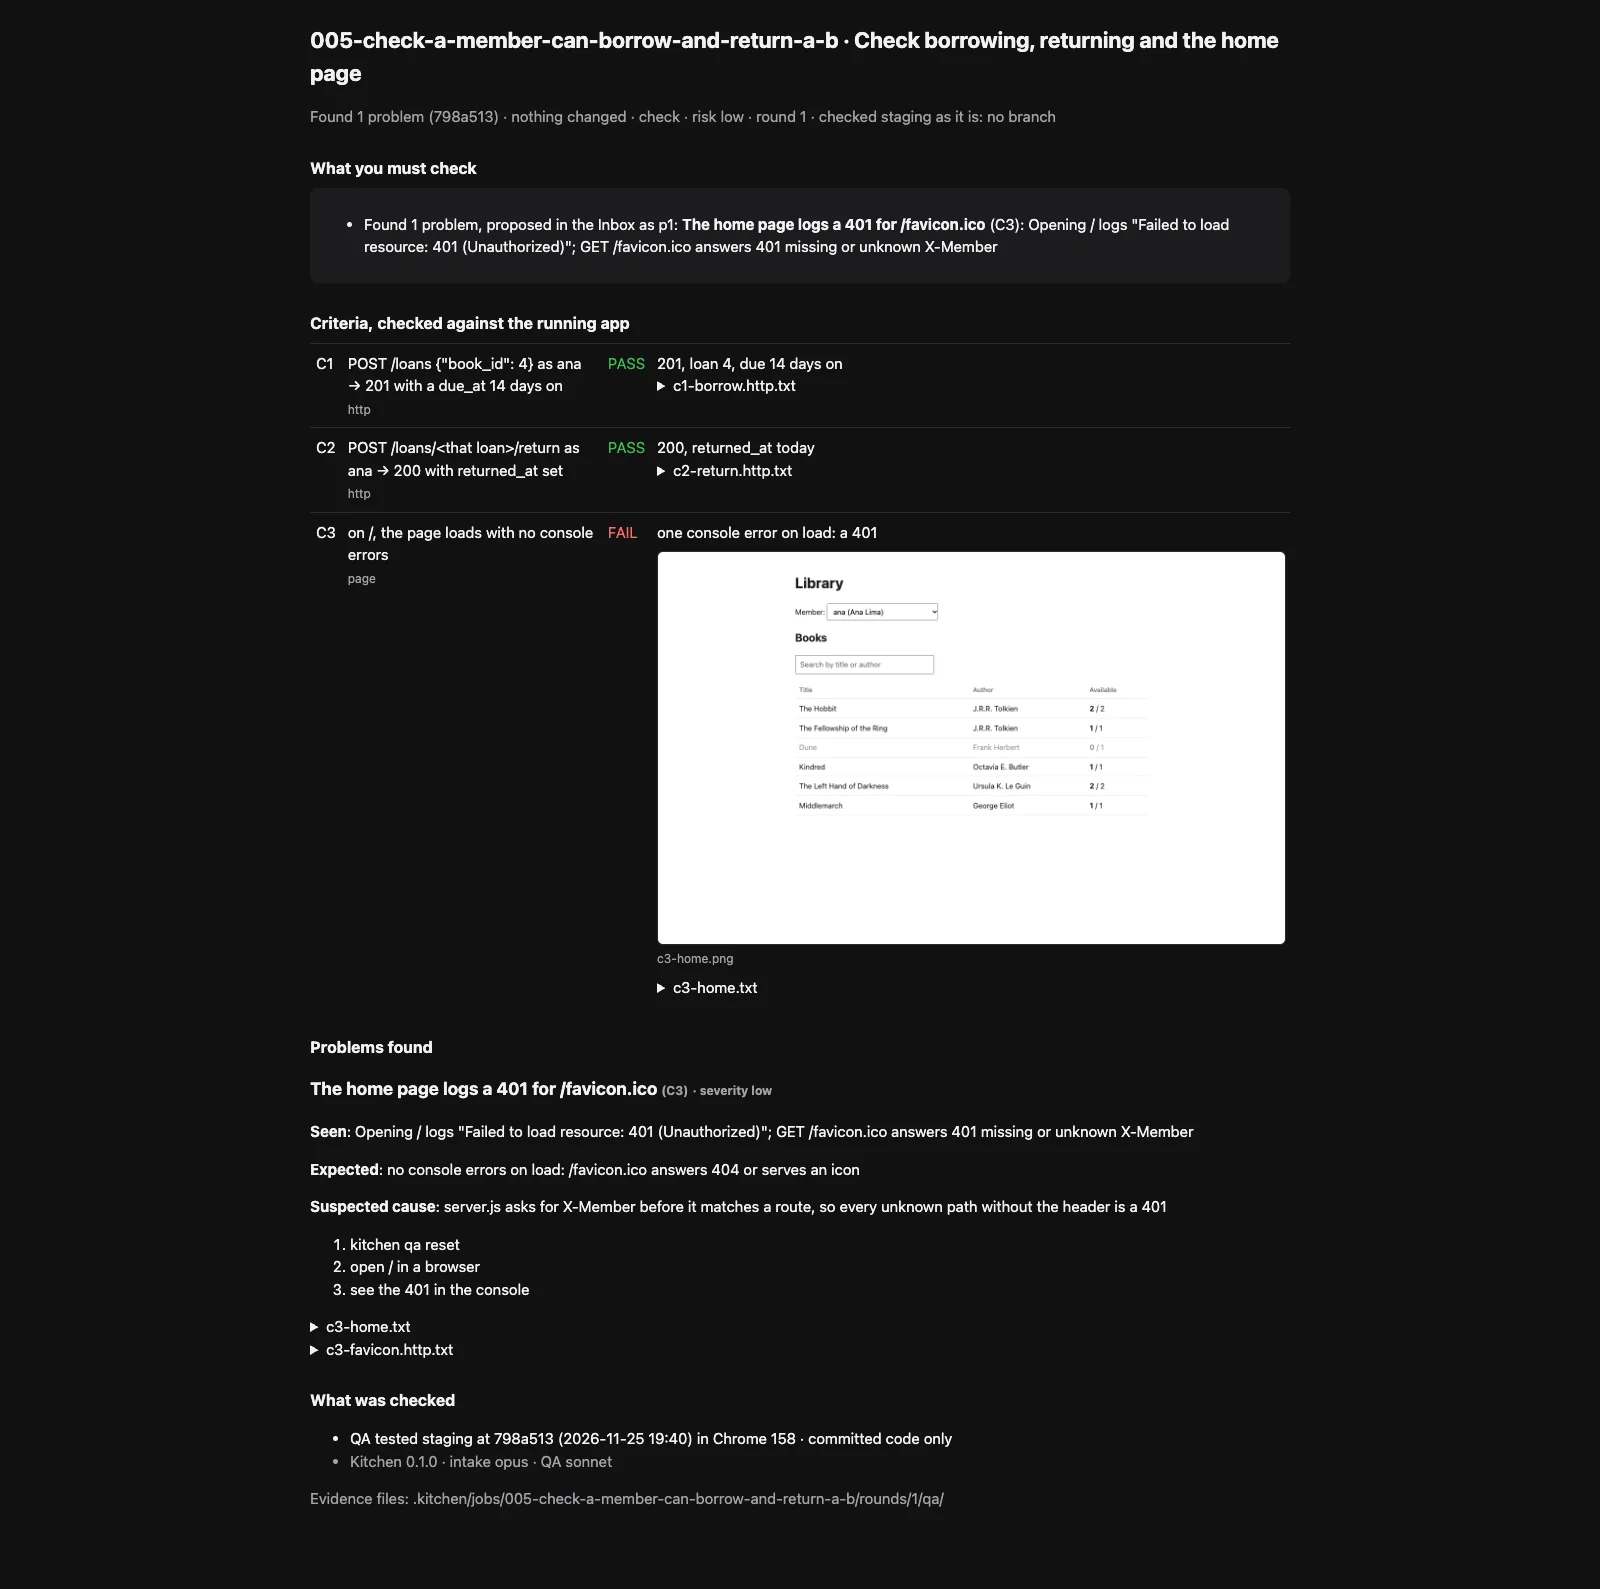 005-check-a-member-can-borrow-and-return-a-b · Check borrowing, returning and the home
page
Found 1 problem (798a513) · nothing changed · check · risk low · round 1 · checked staging as it is: no branch
What you must check
• Found 1 problem, proposed in the Inbox as p1: The home page logs a 401 for /favicon.ico (C3): Opening / logs "Failed to load
resource: 401 (Unauthorized)"; GET /favicon.ico answers 401 missing or unknown X-Member
Criteria, checked against the running app
C1 POST /loans {"book_id": 4} as ana PASS 201, loan 4, due 14 days on
→ 201 with a due_at 14 days on ▶ c1-borrow.http.txt
http
C2 POST /loans/<that loan>/return as PASS 200, returned_at today
ana → 200 with returned_at set ▶ c2-return.http.txt
http
C3 on /, the page loads with no console FAIL one console error on load: a 401
errors
page
Library
Member: ana (Ana Lima)
Books
Search by title or author
Title Author Available
The Hobbit J.R.R. Tolkien 2 / 2
The Fellowship of the Ring J.R.R. Tolkien 1 / 1
Dune Frank Herbert 0 / 1
Kindred Octavia E. Butler 1 / 1
The Left Hand of Darkness Ursula K. Le Guin 2 / 2
Middlemarch George Eliot 1 / 1
c3-home.png
▶ c3-home.txt
Problems found
The home page logs a 401 for /favicon.ico (C3) · severity low
Seen: Opening / logs "Failed to load resource: 401 (Unauthorized)"; GET /favicon.ico answers 401 missing or unknown X-Member
Expected: no console errors on load: /favicon.ico answers 404 or serves an icon
Suspected cause: server.js asks for X-Member before it matches a route, so every unknown path without the header is a 401
1. kitchen qa reset
2. open / in a browser
3. see the 401 in the console
▶ c3-home.txt
▶ c3-favicon.http.txt
What was checked
• QA tested staging at 798a513 (2026-11-25 19:40) in Chrome 158 · committed code only
• Kitchen 0.1.0 · intake opus · QA sonnet
Evidence files: .kitchen/jobs/005-check-a-member-can-borrow-and-return-a-b/rounds/1/qa/